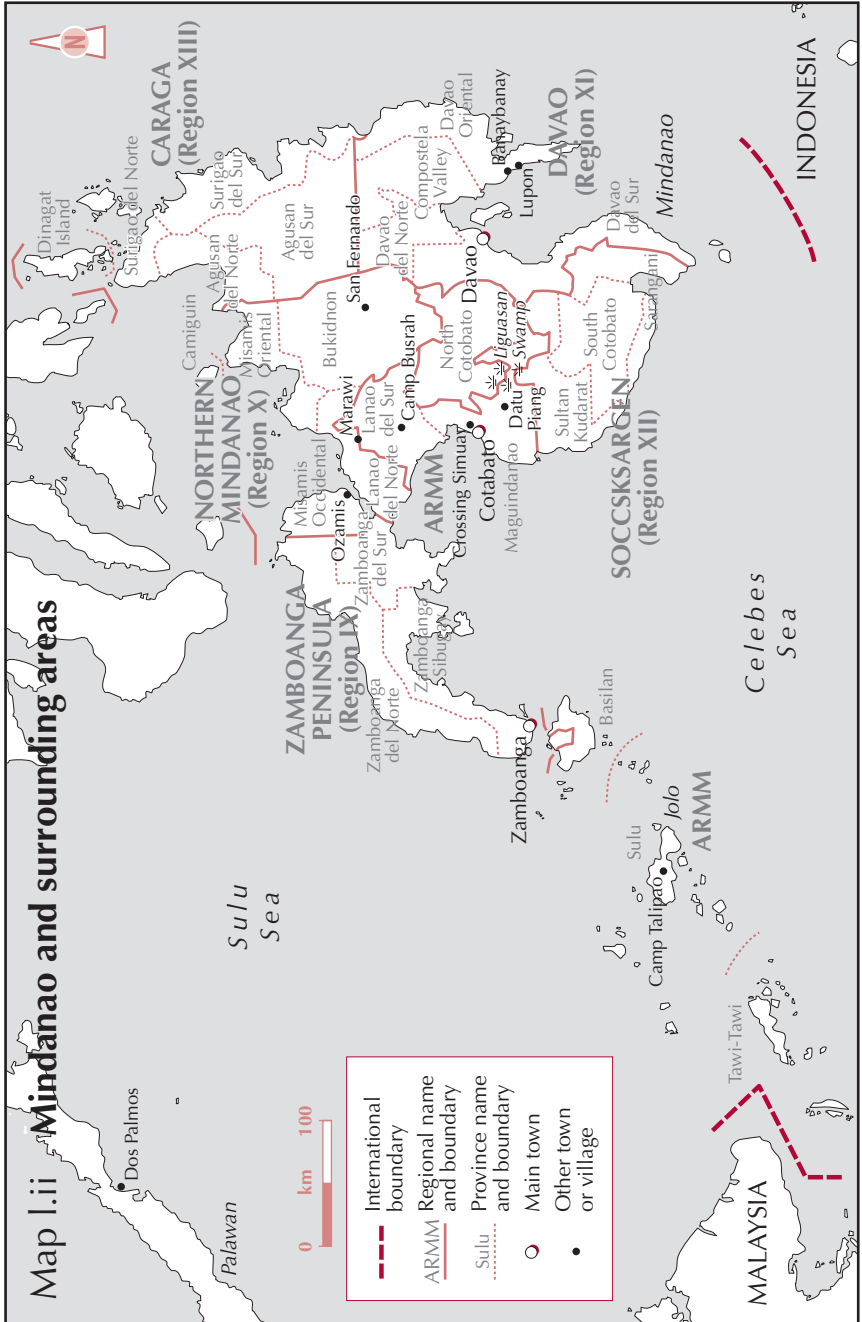 Map I.ii Mindanao and surrounding areas
N
Dos Palmos
Palawan
Sulu
Sea
Celebes
Sea
Dinagat
Island
Surigao del Norte
CARAGA
(Region XIII)
Surigao
del Sur
Agusan
del Norte
Agusan
del Sur
Camiguin
NORTHERN
MINDANAO
(Region X)
Misamis
Oriental
Bukidnon
San Fernando
Misamis
Occidental
Ozamis
Marawi
Lanao
del Norte
Lanao
del Sur
Camp Busrah
ZAMBOANGA
PENINSULA
(Region IX)
Zamboanga
del Norte
Zamboanga
del Sur
Zamboanga
Sibugay
Zamboanga
ARMM
Crossing Simuay
Cotabato
Maguindanao
Datu
Piang
Liguasan
Swamp
North
Cotobato
Davao
del Norte
Compostela
Valley
Davao
Oriental
Banaybanay
Lupon
DAVAO
(Region XI)
Davao
Davao
del Sur
Mindanao
Sarangani
South
Cotobato
Sultan
Kudarat
SOCCSKSARGEN
(Region XII)
Basilan
Sulu
Jolo
ARMM
Camp Talipao
Tawi-Tawi
MALAYSIA
INDONESIA
0 km 100
International
boundary
ARMM Regional name
and boundary
Sulu Province name
and boundary
Main town
Other town
or village